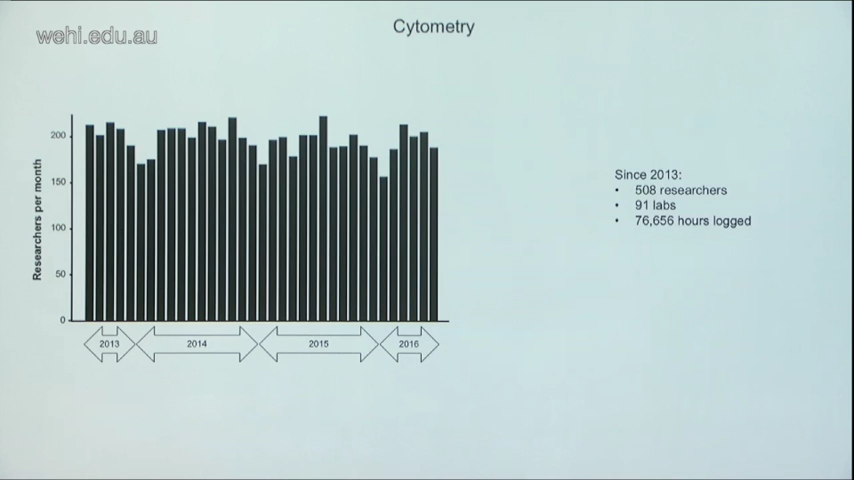 wehi.edu.au
Cytometry
Researchers per month
200
150
100
50
0
2013
2014
2015
2016
Since 2013:
• 508 researchers
• 91 labs
• 76,656 hours logged